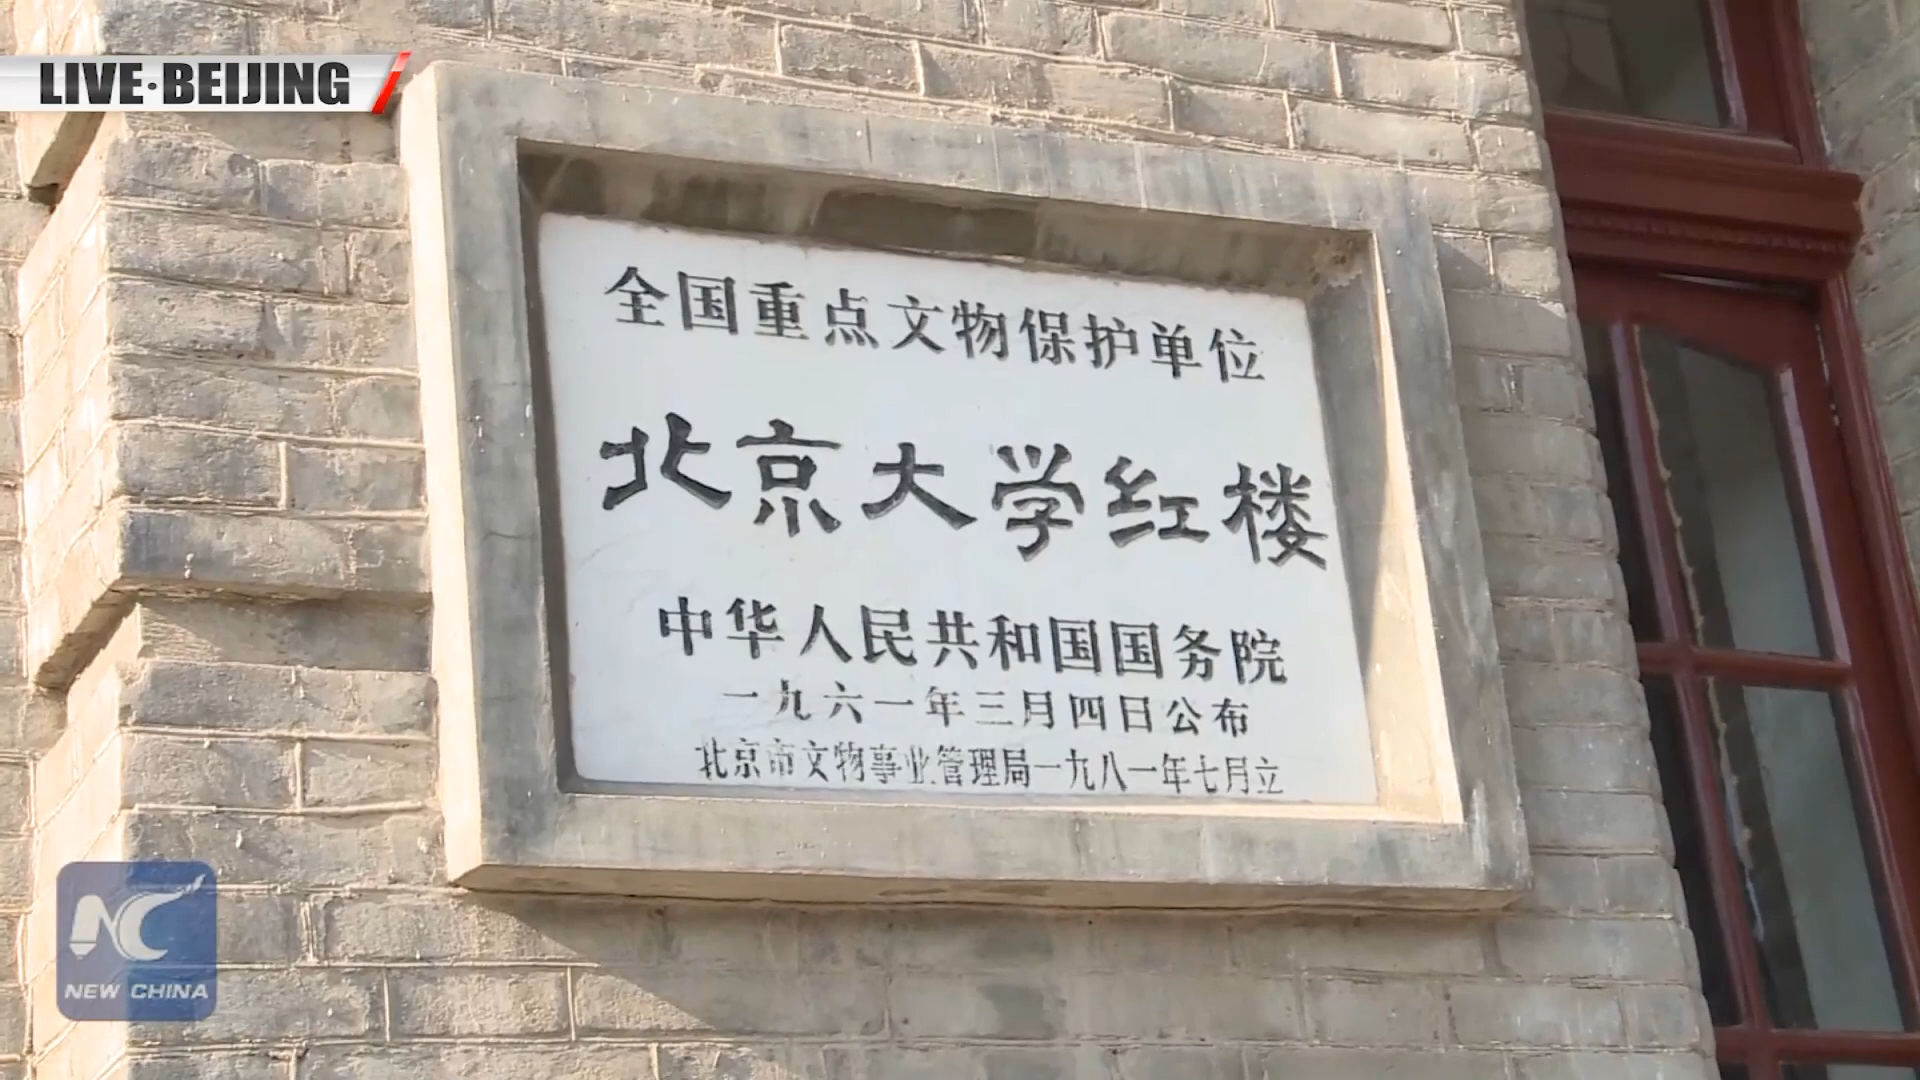 LIVE·BEIJING
全国重点文物保护单位
北京大学红楼
中华人民共和国国务院
一九六一年三月四日公布
北京市文物事业管理局一九八一年七月立
NC
NEW CHINA